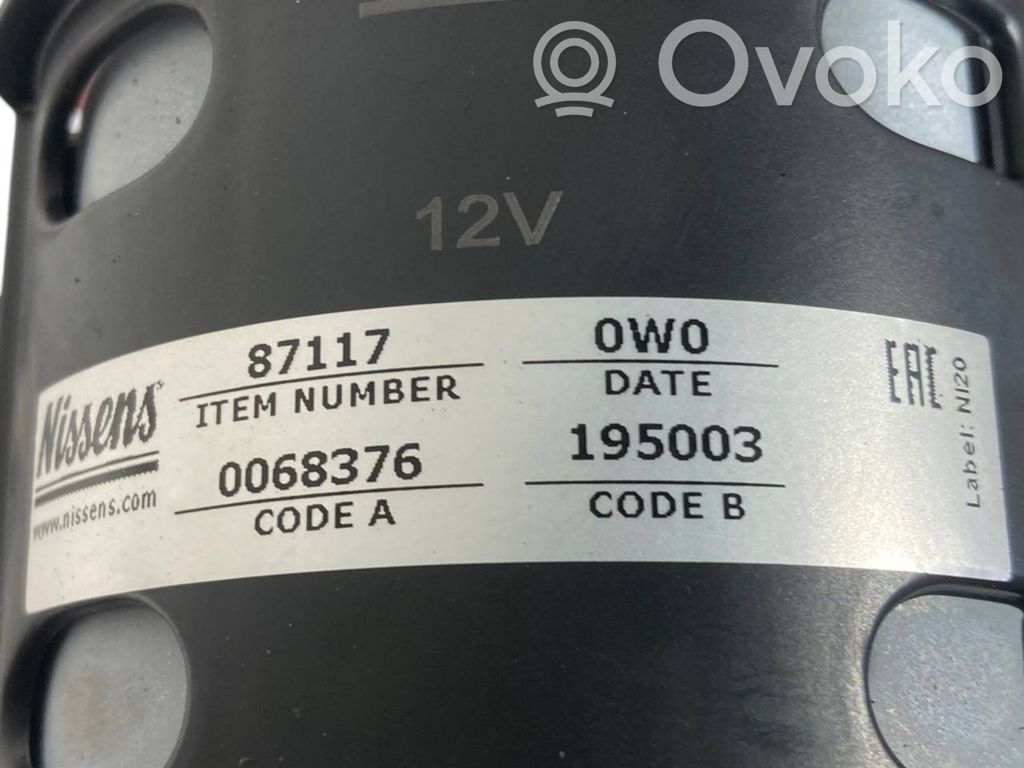 Ovoko
12V
Nissens
www.nissens.com
87117
ITEM NUMBER
0W0
DATE
0068376
CODE A
195003
CODE B
EAC
Label: NI20